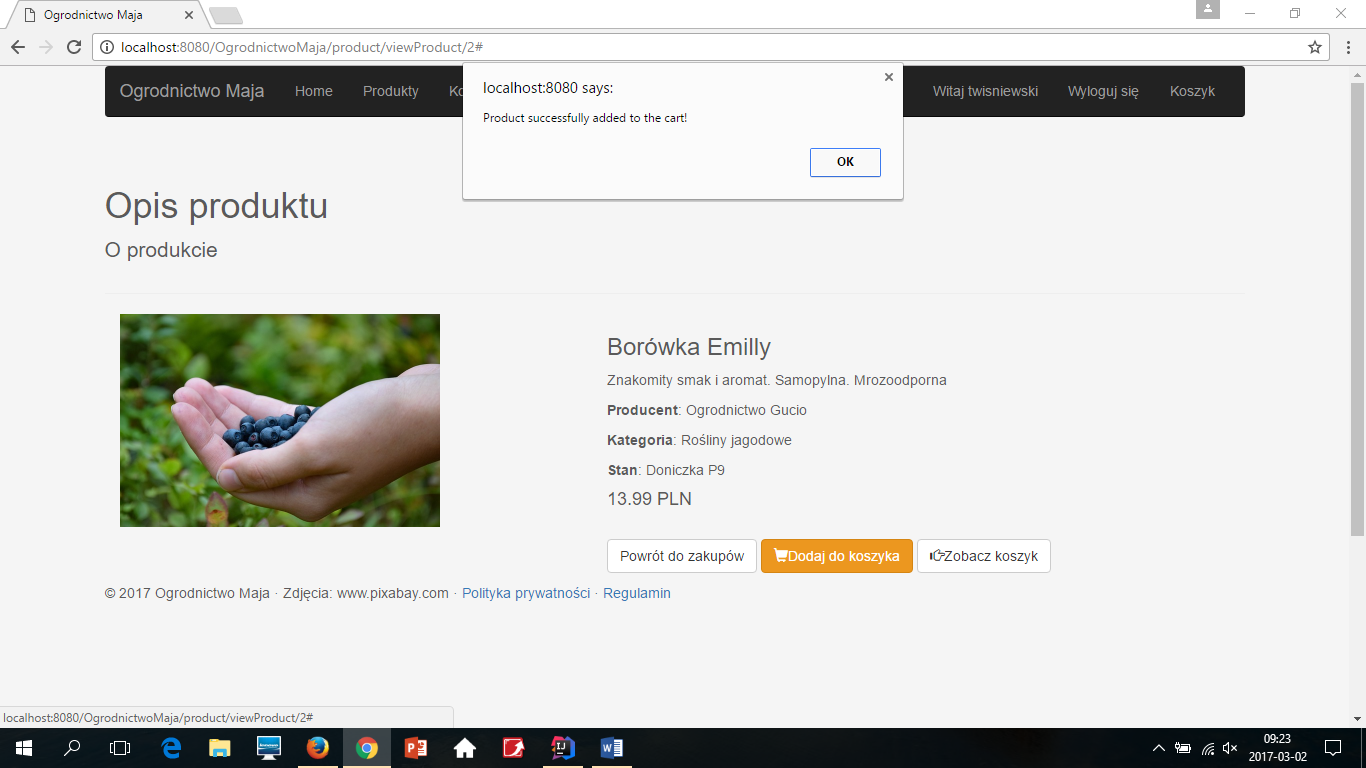 Ogrodnictwo Maja
localhost:8080/OgrodnictwoMaja/product/viewProduct/2#
Ogrodnictwo Maja Home Produkty Witaj twisniewski Wyloguj się Koszyk
localhost:8080 says:
Product successfully added to the cart!
OK
Opis produktu
O produkcie
Borówka Emilly
Znakomity smak i aromat. Samopylna. Mrozoodporna
Producent: Ogrodnictwo Gucio
Kategoria: Rośliny jagodowe
Stan: Doniczka P9
13.99 PLN
Powrót do zakupów Dodaj do koszyka Zobacz koszyk
© 2017 Ogrodnictwo Maja · Zdjęcia: www.pixabay.com · Polityka prywatności · Regulamin
localhost:8080/OgrodnictwoMaja/product/viewProduct/2#
09:23
2017-03-02